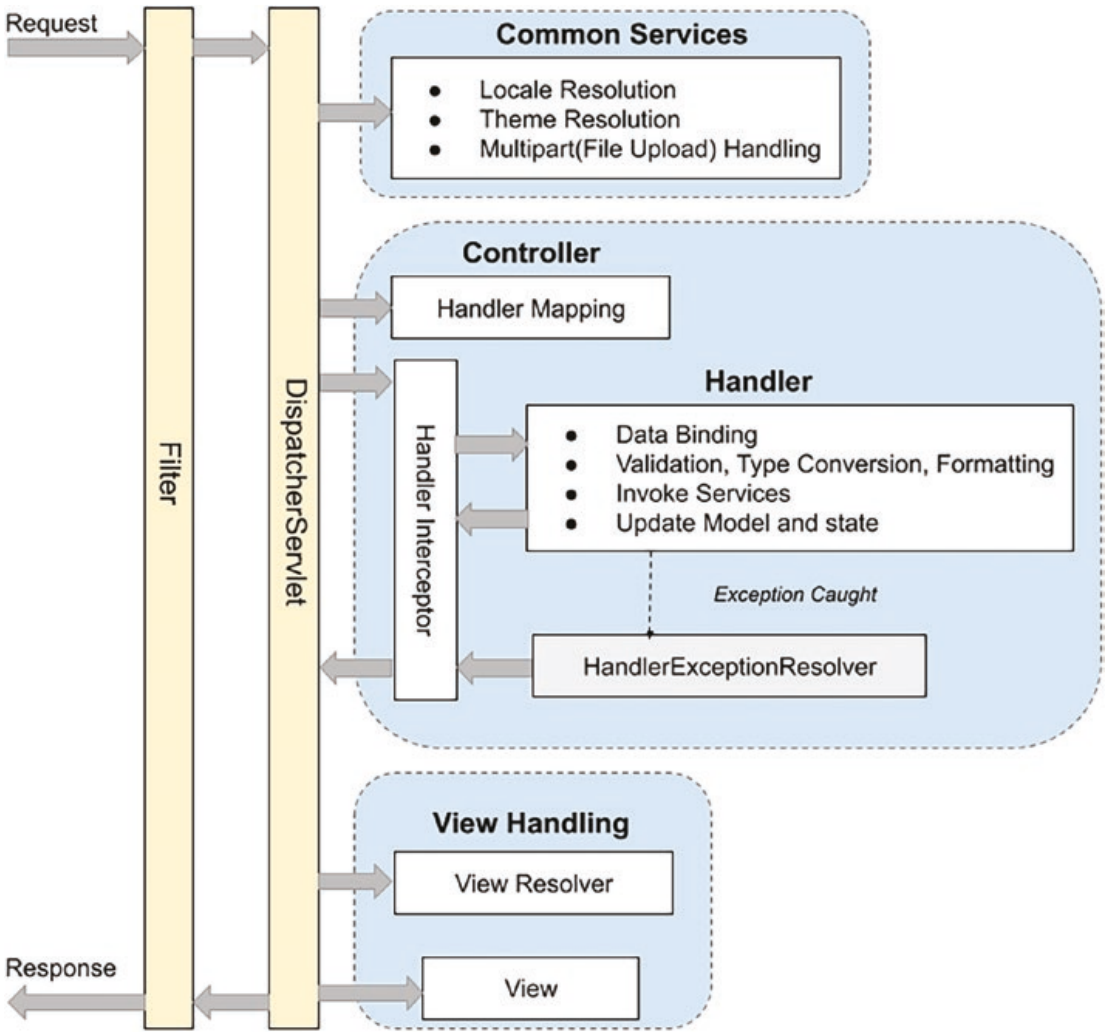 Request
Common Services
● Locale Resolution
● Theme Resolution
● Multipart(File Upload) Handling
Controller
Handler Mapping
Handler
● Data Binding
● Validation, Type Conversion, Formatting
● Invoke Services
● Update Model and state
Filter
DispatcherServlet
Handler Interceptor
Exception Caught
HandlerExceptionResolver
View Handling
View Resolver
Response
View